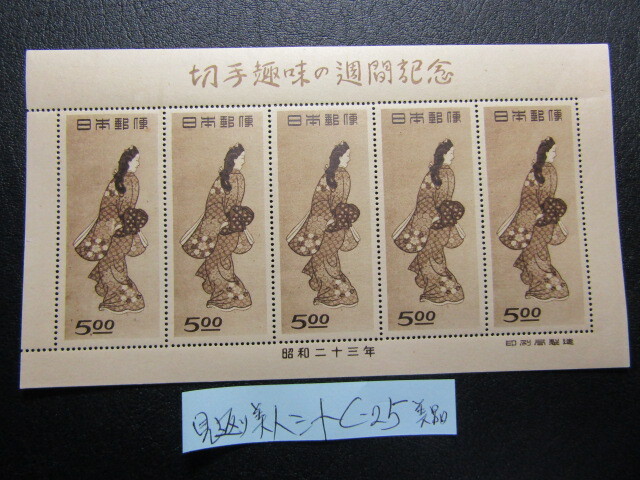 切手趣味の週間記念
日本郵便 日本郵便 日本郵便 日本郵便 日本郵便
5.00 5.00 5.00 5.00 5.00
昭和二十三年
印刷局製造
見返り美人シート C-25 美品